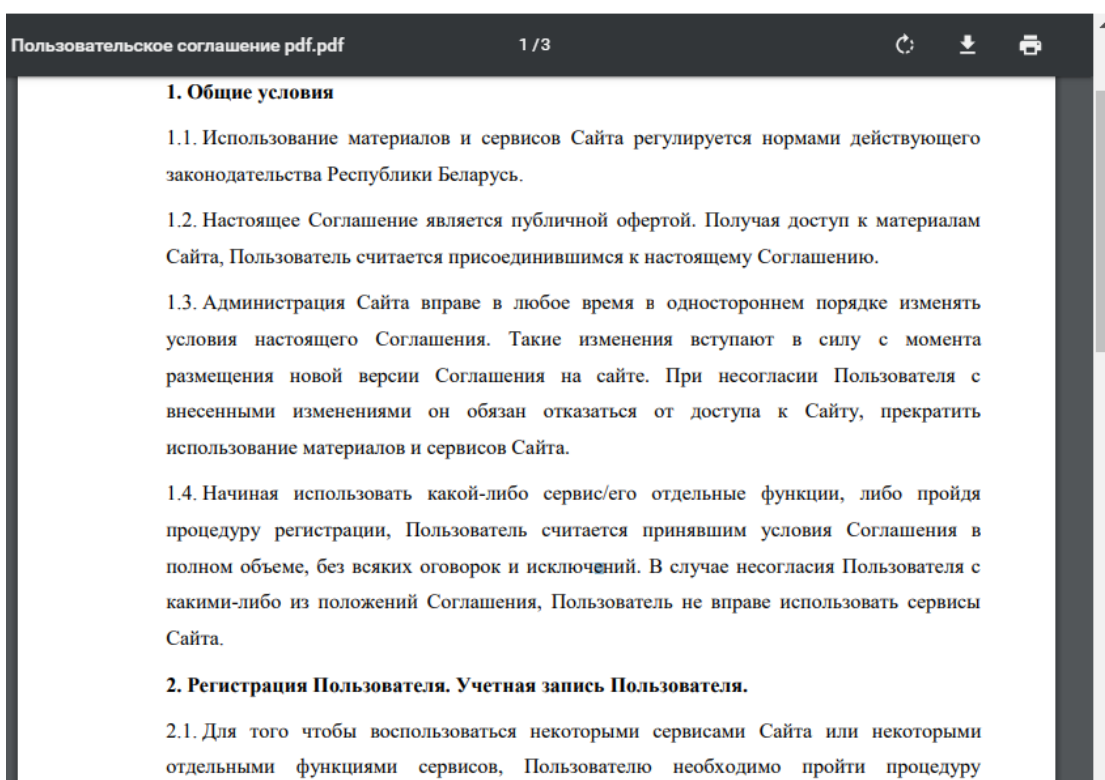 Пользовательское соглашение pdf.pdf 1 / 3
1. Общие условия
1.1. Использование материалов и сервисов Сайта регулируется нормами действующего
законодательства Республики Беларусь.
1.2. Настоящее Соглашение является публичной офертой. Получая доступ к материалам
Сайта, Пользователь считается присоединившимся к настоящему Соглашению.
1.3. Администрация Сайта вправе в любое время в одностороннем порядке изменять
условия настоящего Соглашения. Такие изменения вступают в силу с момента
размещения новой версии Соглашения на сайте. При несогласии Пользователя с
внесенными изменениями он обязан отказаться от доступа к Сайту, прекратить
использование материалов и сервисов Сайта.
1.4. Начиная использовать какой-либо сервис/его отдельные функции, либо пройдя
процедуру регистрации, Пользователь считается принявшим условия Соглашения в
полном объеме, без всяких оговорок и исключений. В случае несогласия Пользователя с
какими-либо из положений Соглашения, Пользователь не вправе использовать сервисы
Сайта.
2. Регистрация Пользователя. Учетная запись Пользователя.
2.1. Для того чтобы воспользоваться некоторыми сервисами Сайта или некоторыми
отдельными функциями сервисов, Пользователю необходимо пройти процедуру